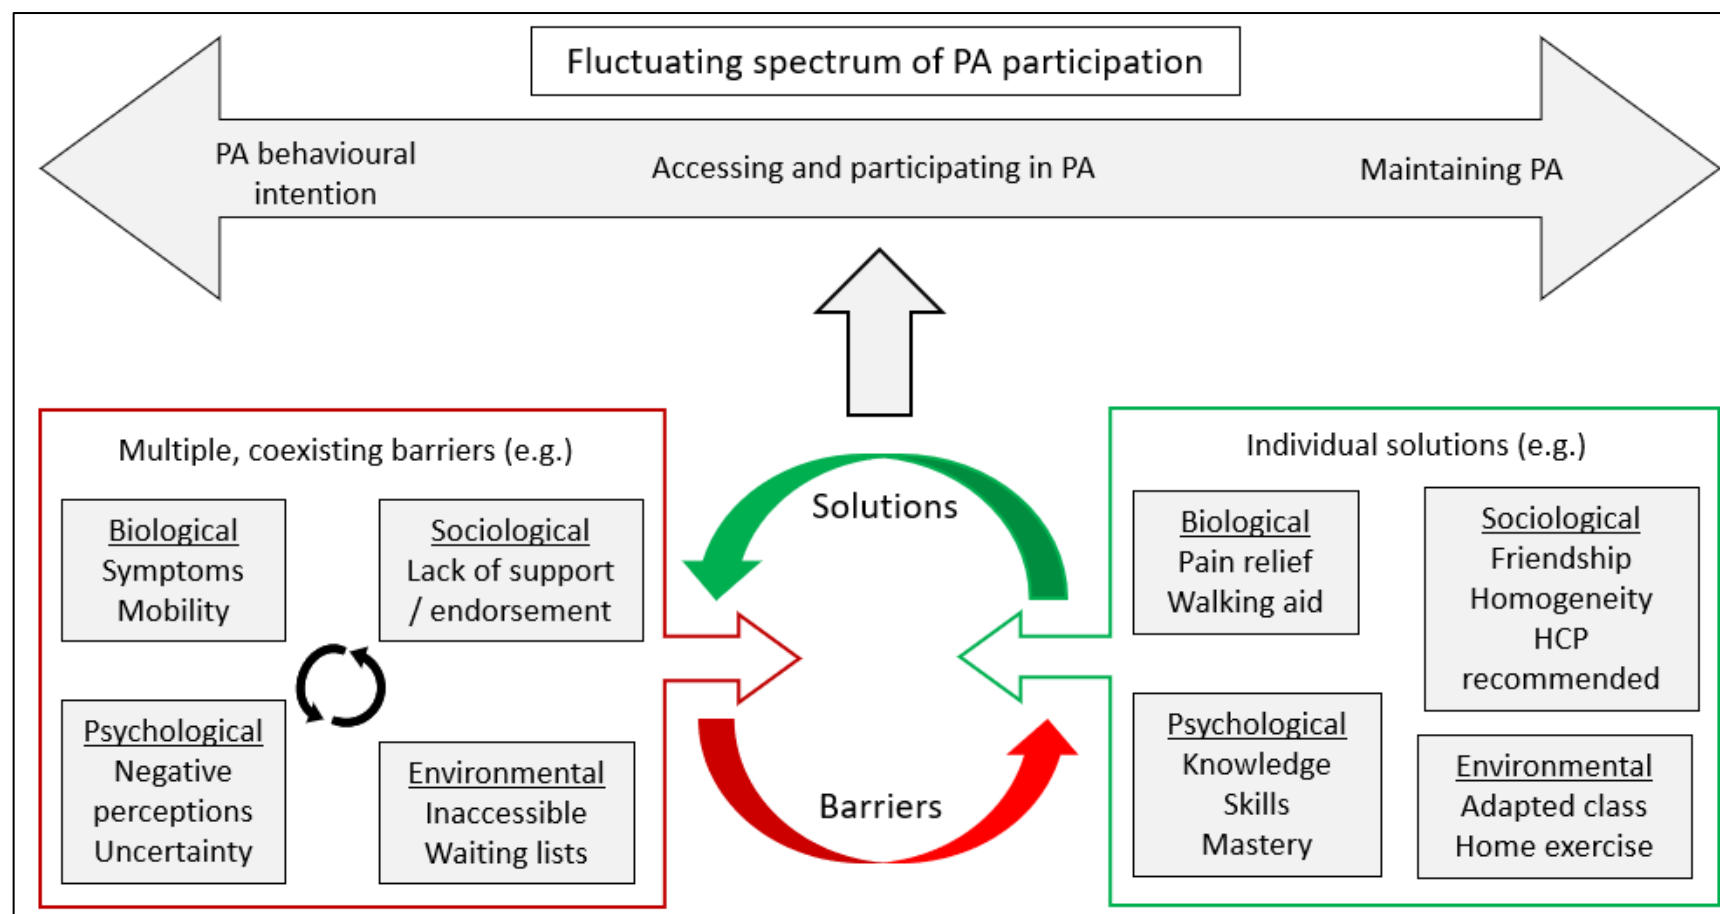 Fluctuating spectrum of PA participation
PA behavioural
intention
Accessing and participating in PA
Maintaining PA
Multiple, coexisting barriers (e.g.)
Biological
Symptoms
Mobility
Sociological
Lack of support
/ endorsement
Psychological
Negative
perceptions
Uncertainty
Environmental
Inaccessible
Waiting lists
Solutions
Barriers
Individual solutions (e.g.)
Biological
Pain relief
Walking aid
Sociological
Friendship
Homogeneity
HCP
recommended
Psychological
Knowledge
Skills
Mastery
Environmental
Adapted class
Home exercise